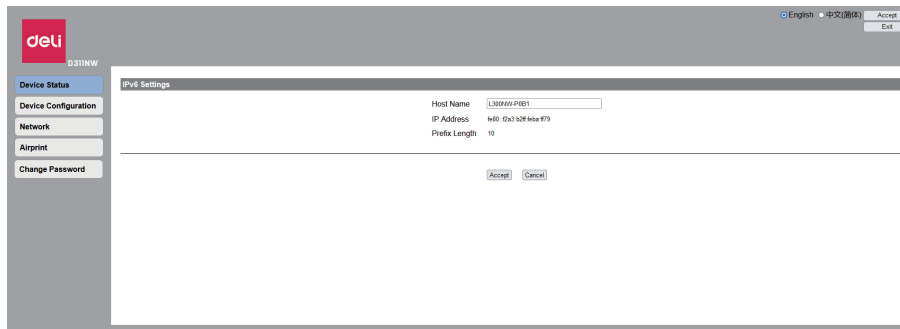 English 中文(简体) Accept
Exit
deli
D311NW
Device Status
Device Configuration
Network
Airprint
Change Password
IPv6 Settings
Host Name L300NW-P0B1
IP Address fe80::f2a3:b2ff:feba:ff79
Prefix Length 10
Accept Cancel